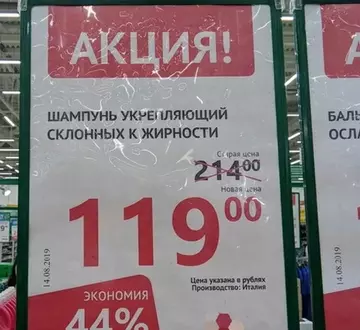 АКЦИЯ!
ШАМПУНЬ УКРЕПЛЯЮЩИЙ
СКЛОННЫХ К ЖИРНОСТИ
Старая цена
214 00
Новая цена
119 00
Цена указана в рублях
Производство: Италия
14.08.2019
ЭКОНОМИЯ
44%
БАЛЬ
ОСЛА
14.08.2019